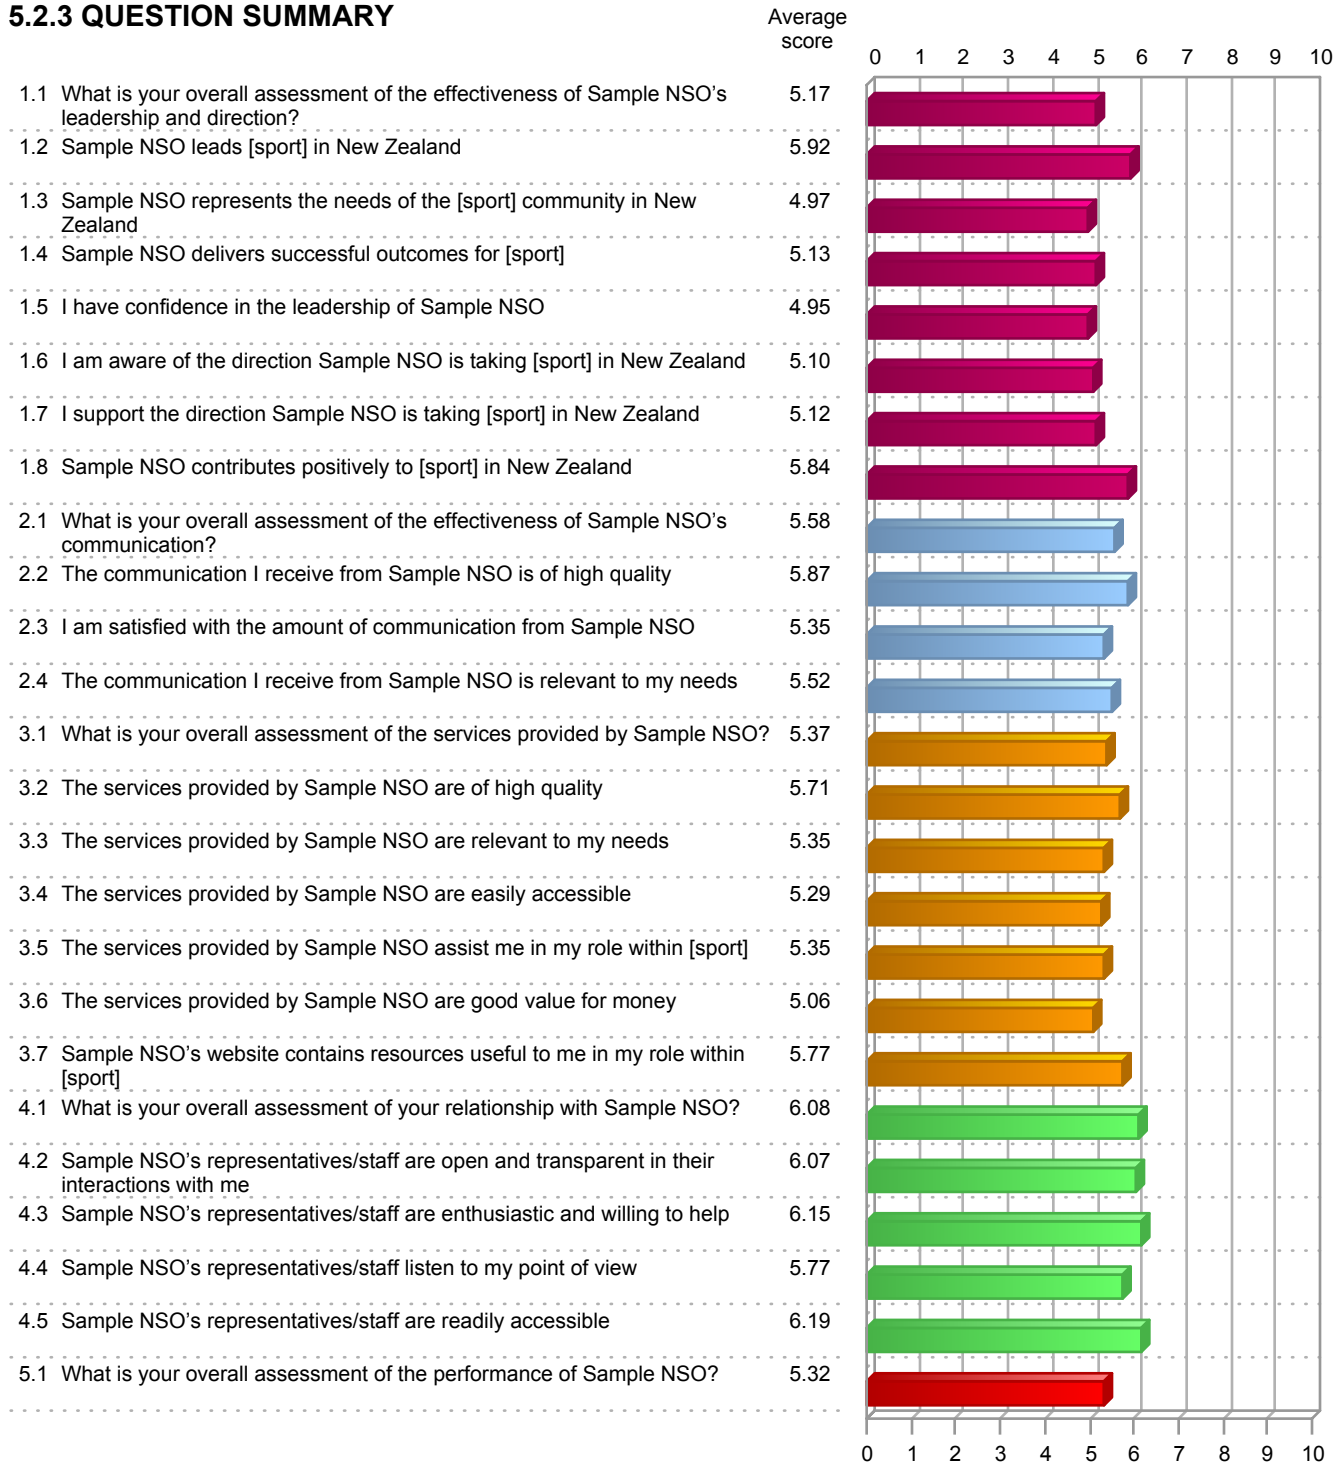 5.2.3 QUESTION SUMMARY
Average
score
0 1 2 3 4 5 6 7 8 9 10
1.1 What is your overall assessment of the effectiveness of Sample NSO’s 5.17
leadership and direction?
1.2 Sample NSO leads [sport] in New Zealand 5.92
1.3 Sample NSO represents the needs of the [sport] community in New 4.97
Zealand
1.4 Sample NSO delivers successful outcomes for [sport] 5.13
1.5 I have confidence in the leadership of Sample NSO 4.95
1.6 I am aware of the direction Sample NSO is taking [sport] in New Zealand 5.10
1.7 I support the direction Sample NSO is taking [sport] in New Zealand 5.12
1.8 Sample NSO contributes positively to [sport] in New Zealand 5.84
2.1 What is your overall assessment of the effectiveness of Sample NSO’s 5.58
communication?
2.2 The communication I receive from Sample NSO is of high quality 5.87
2.3 I am satisfied with the amount of communication from Sample NSO 5.35
2.4 The communication I receive from Sample NSO is relevant to my needs 5.52
3.1 What is your overall assessment of the services provided by Sample NSO? 5.37
3.2 The services provided by Sample NSO are of high quality 5.71
3.3 The services provided by Sample NSO are relevant to my needs 5.35
3.4 The services provided by Sample NSO are easily accessible 5.29
3.5 The services provided by Sample NSO assist me in my role within [sport] 5.35
3.6 The services provided by Sample NSO are good value for money 5.06
3.7 Sample NSO’s website contains resources useful to me in my role within 5.77
[sport]
4.1 What is your overall assessment of your relationship with Sample NSO? 6.08
4.2 Sample NSO’s representatives/staff are open and transparent in their 6.07
interactions with me
4.3 Sample NSO’s representatives/staff are enthusiastic and willing to help 6.15
4.4 Sample NSO’s representatives/staff listen to my point of view 5.77
4.5 Sample NSO’s representatives/staff are readily accessible 6.19
5.1 What is your overall assessment of the performance of Sample NSO? 5.32
0 1 2 3 4 5 6 7 8 9 10